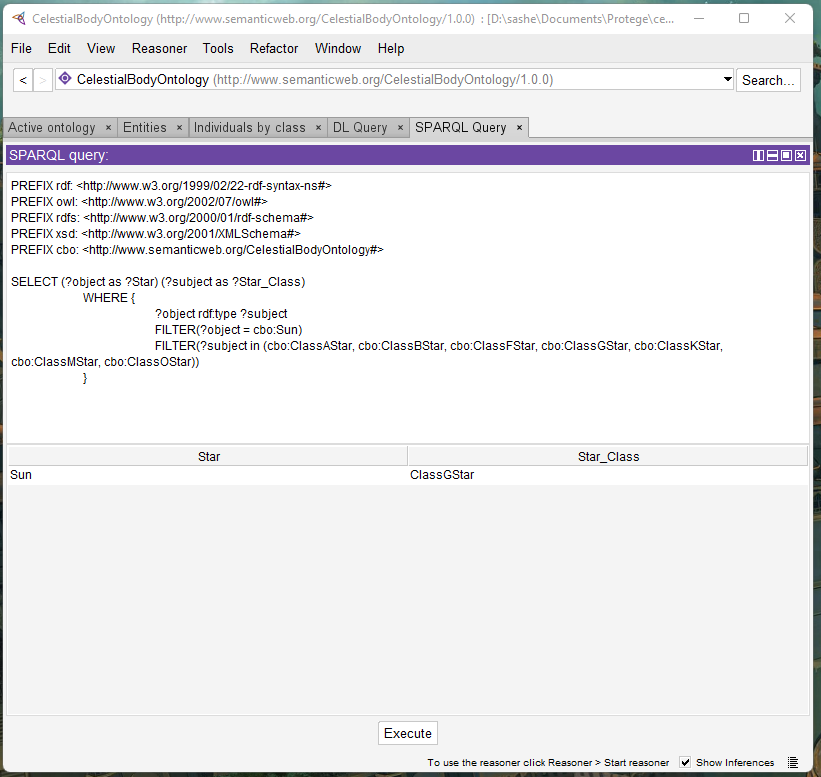 CelestialBodyOntology (http://www.semanticweb.org/CelestialBodyOntology/1.0.0) : [D:\sashe\Documents\Protege\ce...
File Edit View Reasoner Tools Refactor Window Help
< > CelestialBodyOntology (http://www.semanticweb.org/CelestialBodyOntology/1.0.0) Search...
Active ontology × Entities × Individuals by class × DL Query × SPARQL Query ×
SPARQL query:
PREFIX rdf: <http://www.w3.org/1999/02/22-rdf-syntax-ns#>
PREFIX owl: <http://www.w3.org/2002/07/owl#>
PREFIX rdfs: <http://www.w3.org/2000/01/rdf-schema#>
PREFIX xsd: <http://www.w3.org/2001/XMLSchema#>
PREFIX cbo: <http://www.semanticweb.org/CelestialBodyOntology#>
SELECT (?object as ?Star) (?subject as ?Star_Class)
WHERE {
?object rdf:type ?subject
FILTER(?object = cbo:Sun)
FILTER(?subject in (cbo:ClassAStar, cbo:ClassBStar, cbo:ClassFStar, cbo:ClassGStar, cbo:ClassKStar,
cbo:ClassMStar, cbo:ClassOStar))
}
Star Star_Class
Sun ClassGStar
Execute
To use the reasoner click Reasoner > Start reasoner Show Inferences